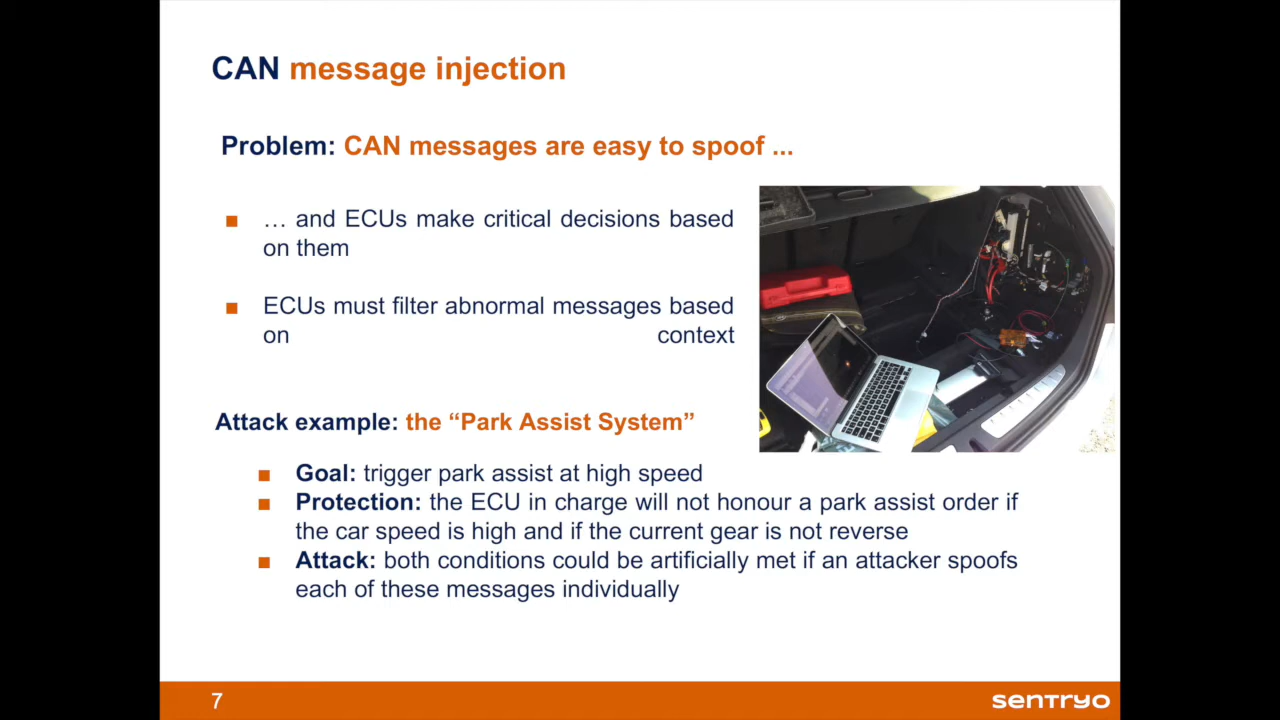 CAN message injection
Problem: CAN messages are easy to spoof ...
■ … and ECUs make critical decisions based
on them
■ ECUs must filter abnormal messages based
on context
Attack example: the “Park Assist System”
■ Goal: trigger park assist at high speed
■ Protection: the ECU in charge will not honour a park assist order if
the car speed is high and if the current gear is not reverse
■ Attack: both conditions could be artificially met if an attacker spoofs
each of these messages individually
7
sentryo